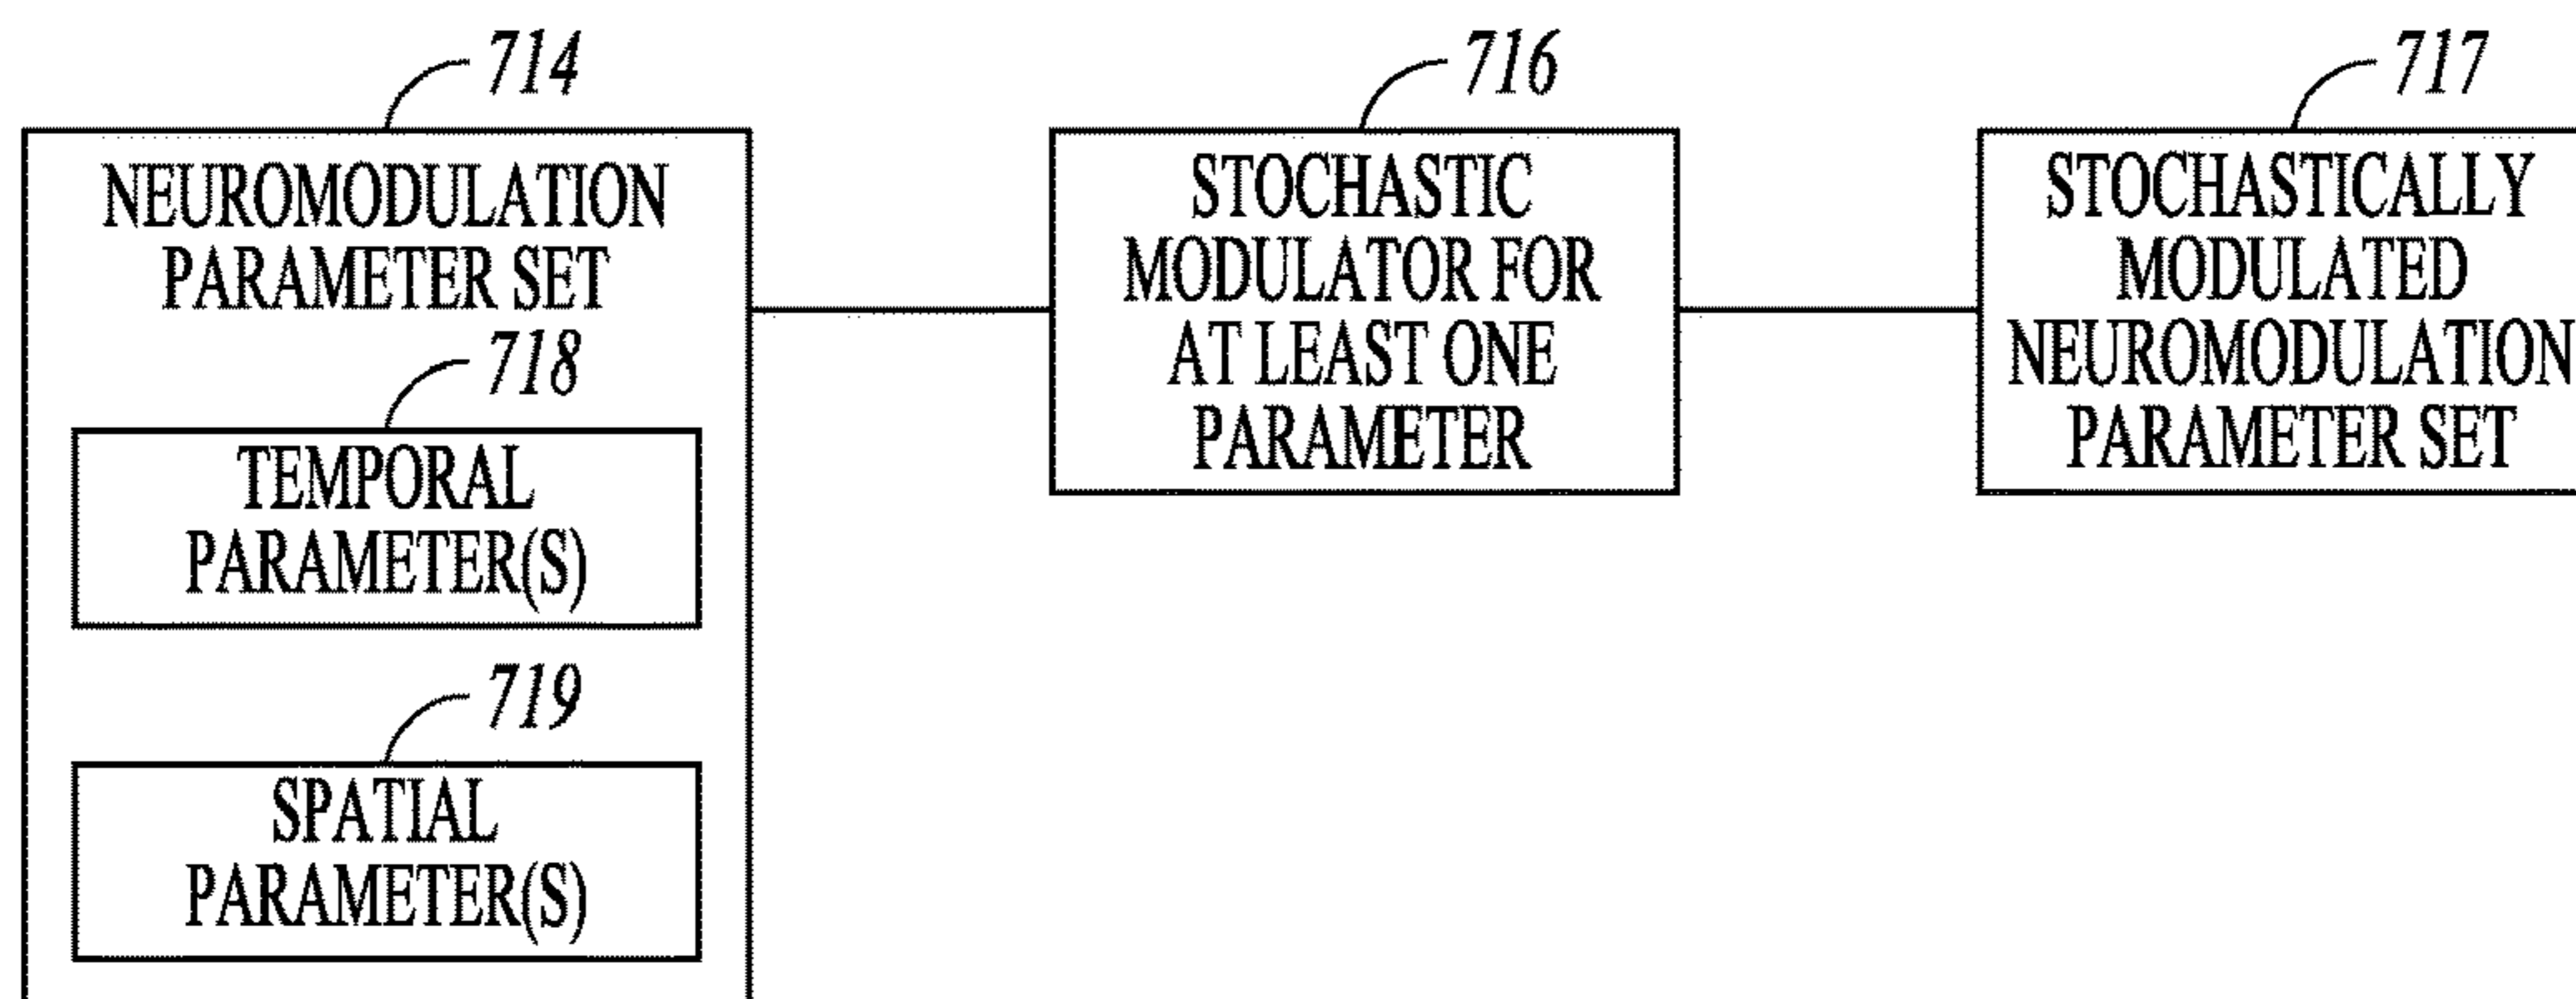 714
NEUROMODULATION
PARAMETER SET
718
TEMPORAL
PARAMETER(S)
719
SPATIAL
PARAMETER(S)
716
STOCHASTIC
MODULATOR FOR
AT LEAST ONE
PARAMETER
717
STOCHASTICALLY
MODULATED
NEUROMODULATION
PARAMETER SET